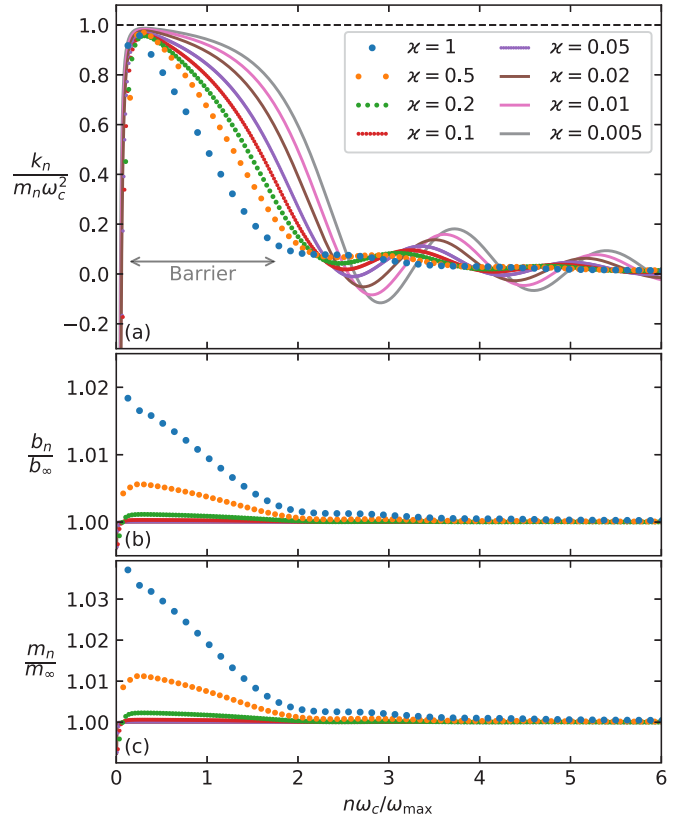 1.0
0.8
0.6
0.4
0.2
0.0
−0.2
k_n
m_nω_c^2
ϰ = 1
ϰ = 0.5
ϰ = 0.2
ϰ = 0.1
ϰ = 0.05
ϰ = 0.02
ϰ = 0.01
ϰ = 0.005
Barrier
(a)
1.02
1.01
1.00
b_n
b_∞
(b)
1.03
1.02
1.01
1.00
m_n
m_∞
(c)
0 1 2 3 4 5 6
nω_c/ω_max